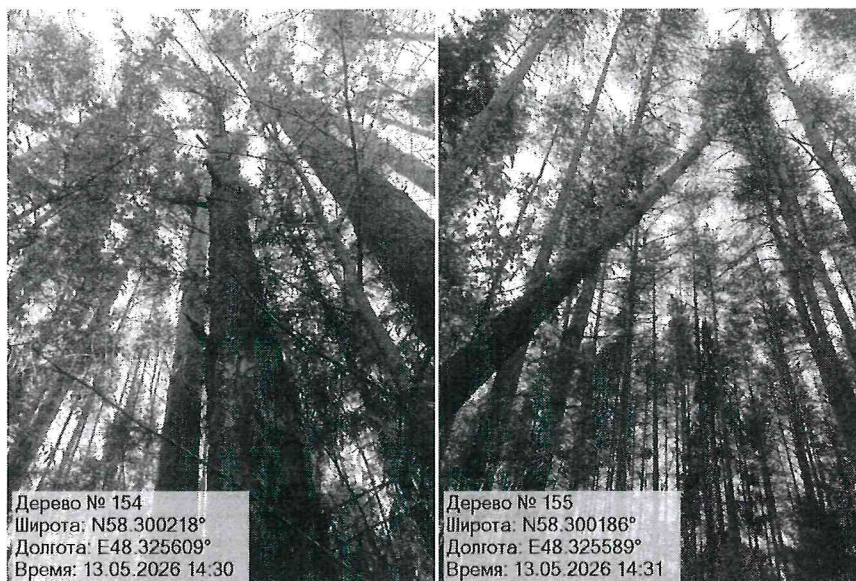 Дерево № 154
Широта: N58.300218°
Долгота: E48.325609°
Время: 13.05.2026 14:30
Дерево № 155
Широта: N58.300186°
Долгота: E48.325589°
Время: 13.05.2026 14:31